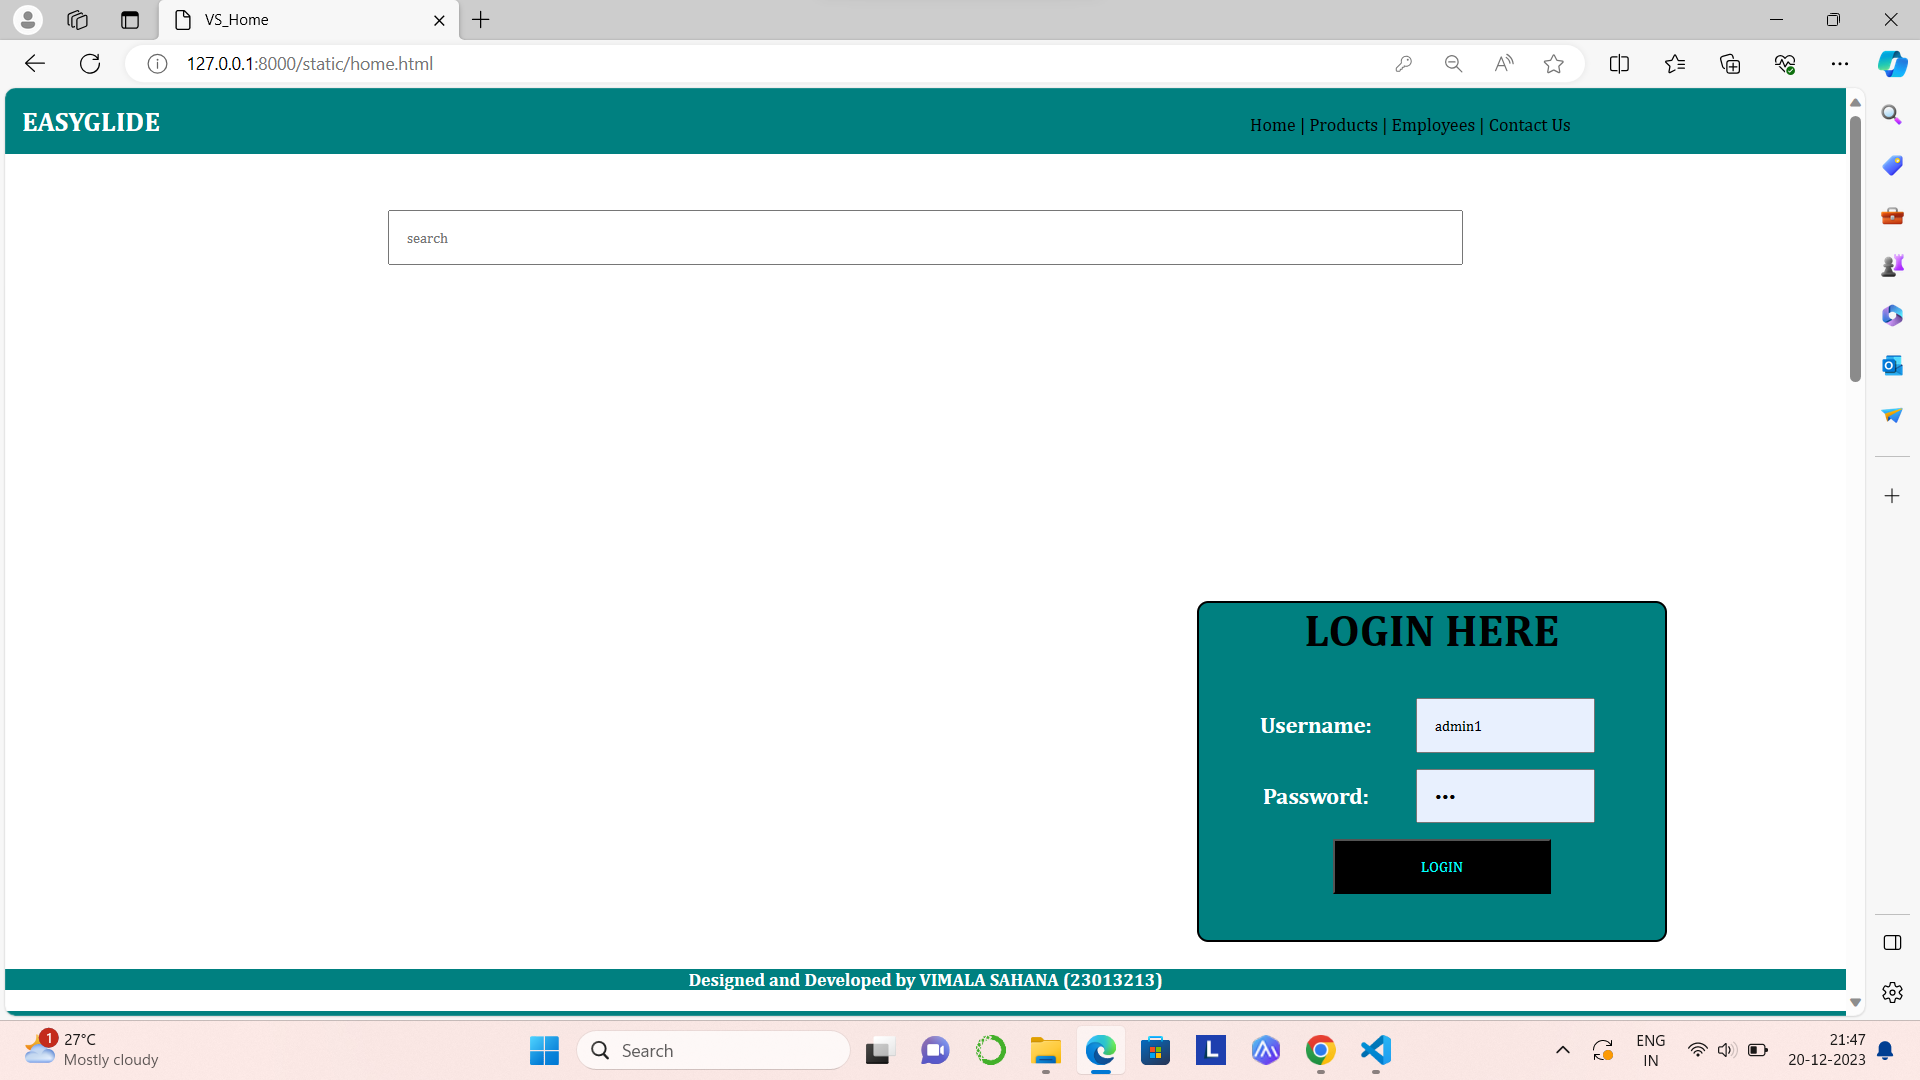 VS_Home
127.0.0.1:8000/static/home.html
EASYGLIDE
Home | Products | Employees | Contact Us
search
LOGIN HERE
Username: admin1
Password: •••
LOGIN
Designed and Developed by VIMALA SAHANA (23013213)
1
27°C
Mostly cloudy
Search
L
ENG
IN
21:47
20-12-2023